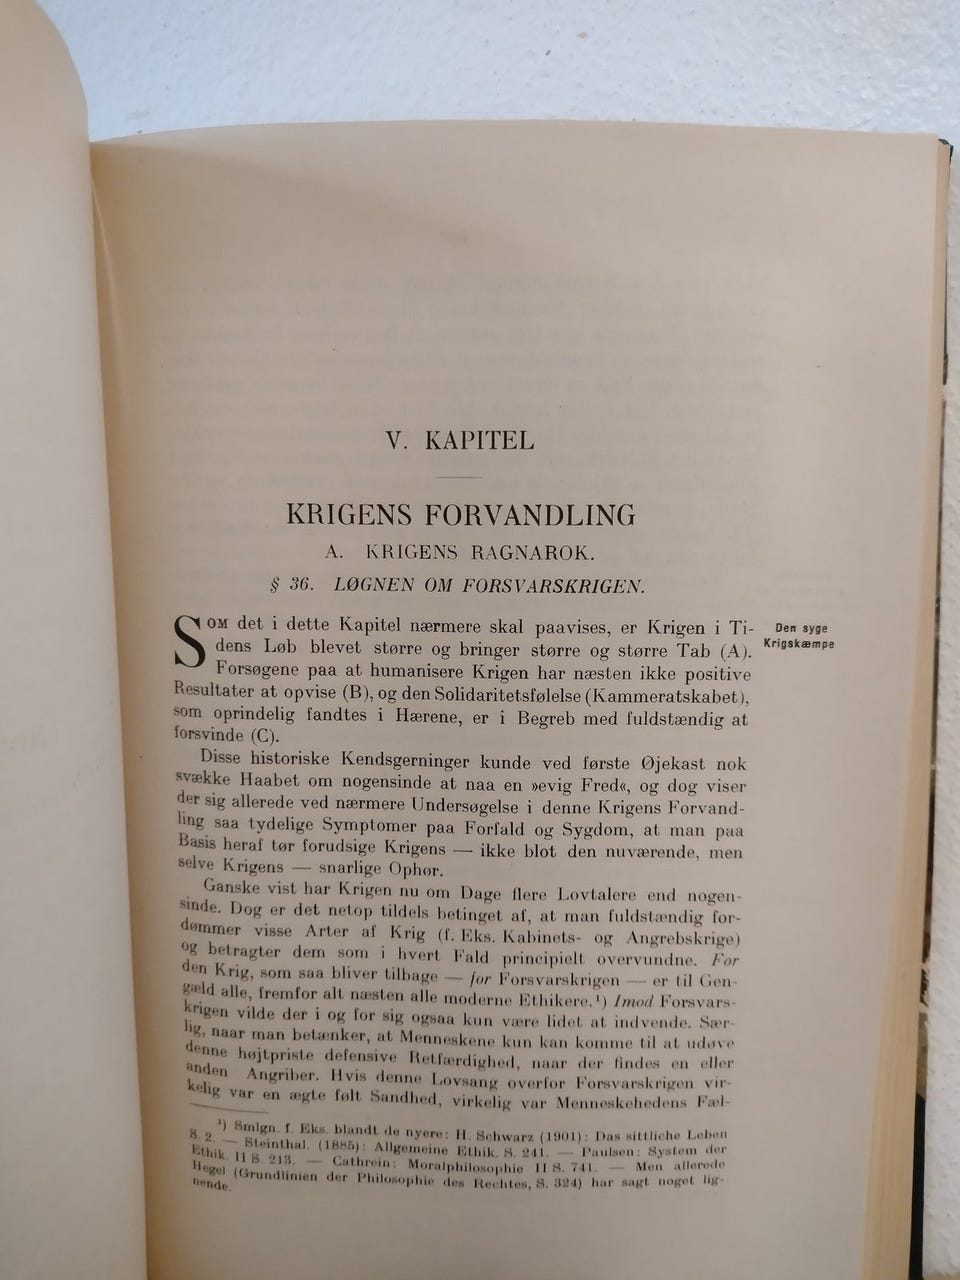 V. KAPITEL
KRIGENS FORVANDLING
A. KRIGENS RAGNAROK.
§ 36. LØGNEN OM FORSVARSKRIGEN.
SOM det i dette Kapitel nærmere skal paavises, er Krigen i Ti-
dens Løb blevet større og bringer større og større Tab (A).
Forsøgene paa at humanisere Krigen har næsten ikke positive
Resultater at opvise (B), og den Solidaritetsfølelse (Kammeratskabet),
som oprindelig fandtes i Hærene, er i Begreb med fuldstændig at
forsvinde (C).
Den syge
Krigskæmpe
Disse historiske Kendsgerninger kunde ved første Øjekast nok
svække Haabet om nogensinde at naa en »evig Fred«, og dog viser
der sig allerede ved nærmere Undersøgelse i denne Krigens Forvand-
ling saa tydelige Symptomer paa Forfald og Sygdom, at man paa
Basis heraf tør forudsige Krigens — ikke blot den nuværende, men
selve Krigens — snarlige Ophør.
Ganske vist har Krigen nu om Dage flere Lovtalere end nogen-
sinde. Dog er det netop tildels betinget af, at man fuldstændig for-
dømmer visse Arter af Krig (f. Eks. Kabinets- og Angrebskrige)
og betragter dem som i hvert Fald principielt overvundne. For
den Krig, som saa bliver tilbage — for Forsvarskrigen — er til Gen-
gæld alle, fremfor alt næsten alle moderne Ethikere.¹) Imod Forsvars-
krigen vilde der i og for sig ogsaa kun være lidet at indvende. Sær-
lig, naar man betænker, at Menneskene kun kan komme til at udøve
denne højtpriste defensive Retfærdighed, naar der findes en eller
anden Angriber. Hvis denne Lovsang overfor Forsvarskrigen vir-
kelig var en ægte følt Sandhed, virkelig var Menneskehedens Fæl-
¹) Smlgn. f. Eks. blandt de nyere: H. Schwarz (1901): Das sittliche Leben
S. 2. — Steinthal. (1885): Allgemeine Ethik. S. 241. — Paulsen: System der
Ethik. II S. 213. — Cathrein: Moralphilosophie II S. 741. — Men allerede
Hegel (Grundlinien der Philosophie des Rechtes, S. 324) har sagt noget lig-
nende.